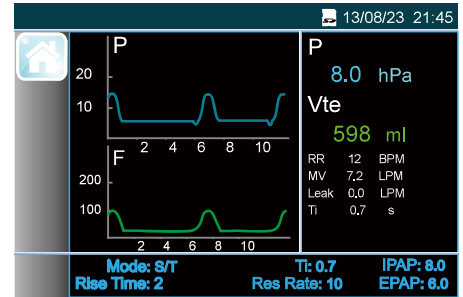 13/08/23 21:45
P
20
10
2 4 6 8 10
F
200
100
2 4 6 8 10
P
8.0 hPa
Vte
598 ml
RR 12 BPM
MV 7.2 LPM
Leak 0.0 LPM
Ti 0.7 s
Mode: S/T Ti: 0.7 IPAP: 8.0
Rise Time: 2 Res Rate: 10 EPAP: 6.0